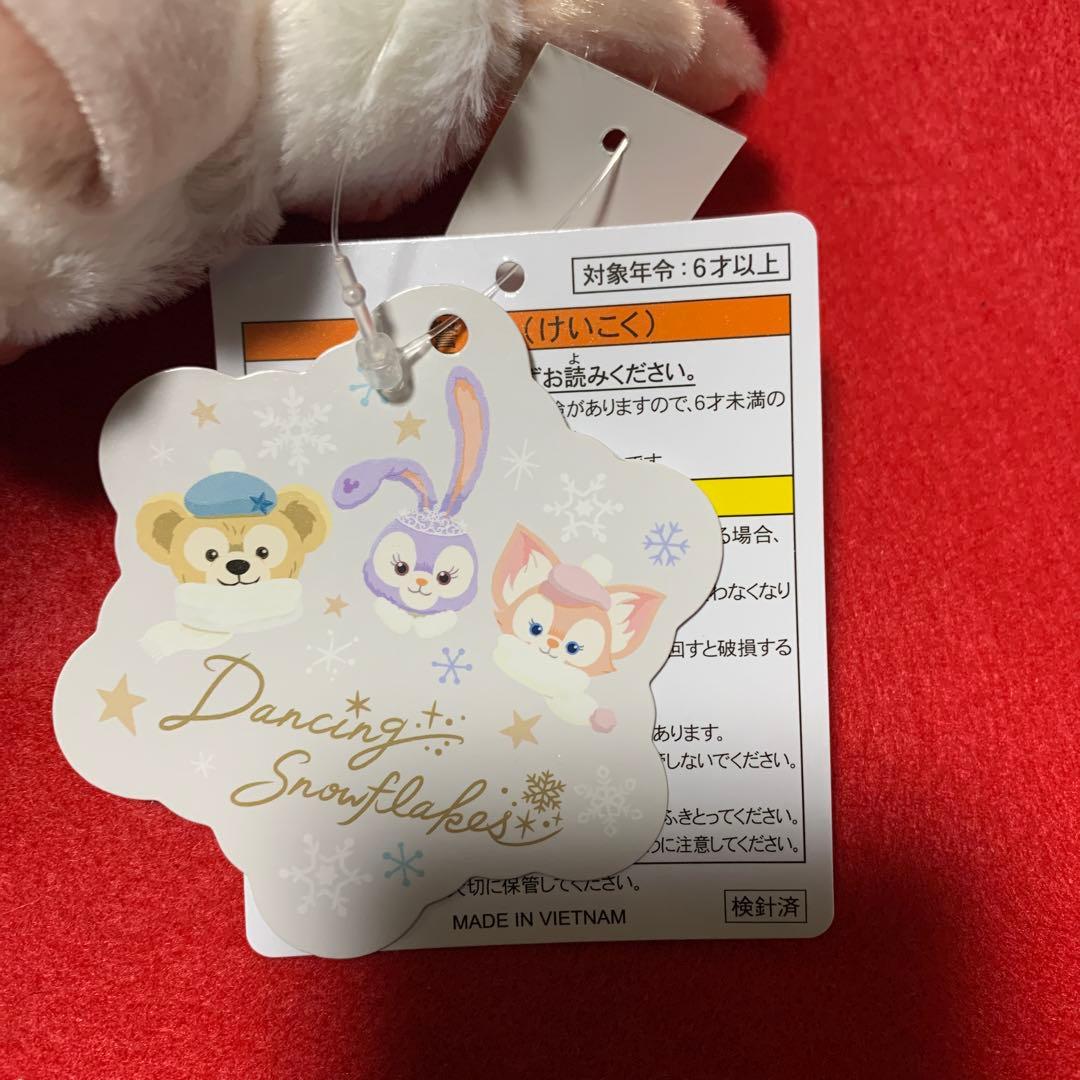 対象年令：6才以上
（けいこく）
よ
お読みください。
がありますので、6才未満の
です
場合、
わなくなり
回すと破損する
あります。
しないでください。
ふきとってください。
に注意してください。
切に保管してください。
MADE IN VIETNAM
検針済
Dancing
Snowflakes